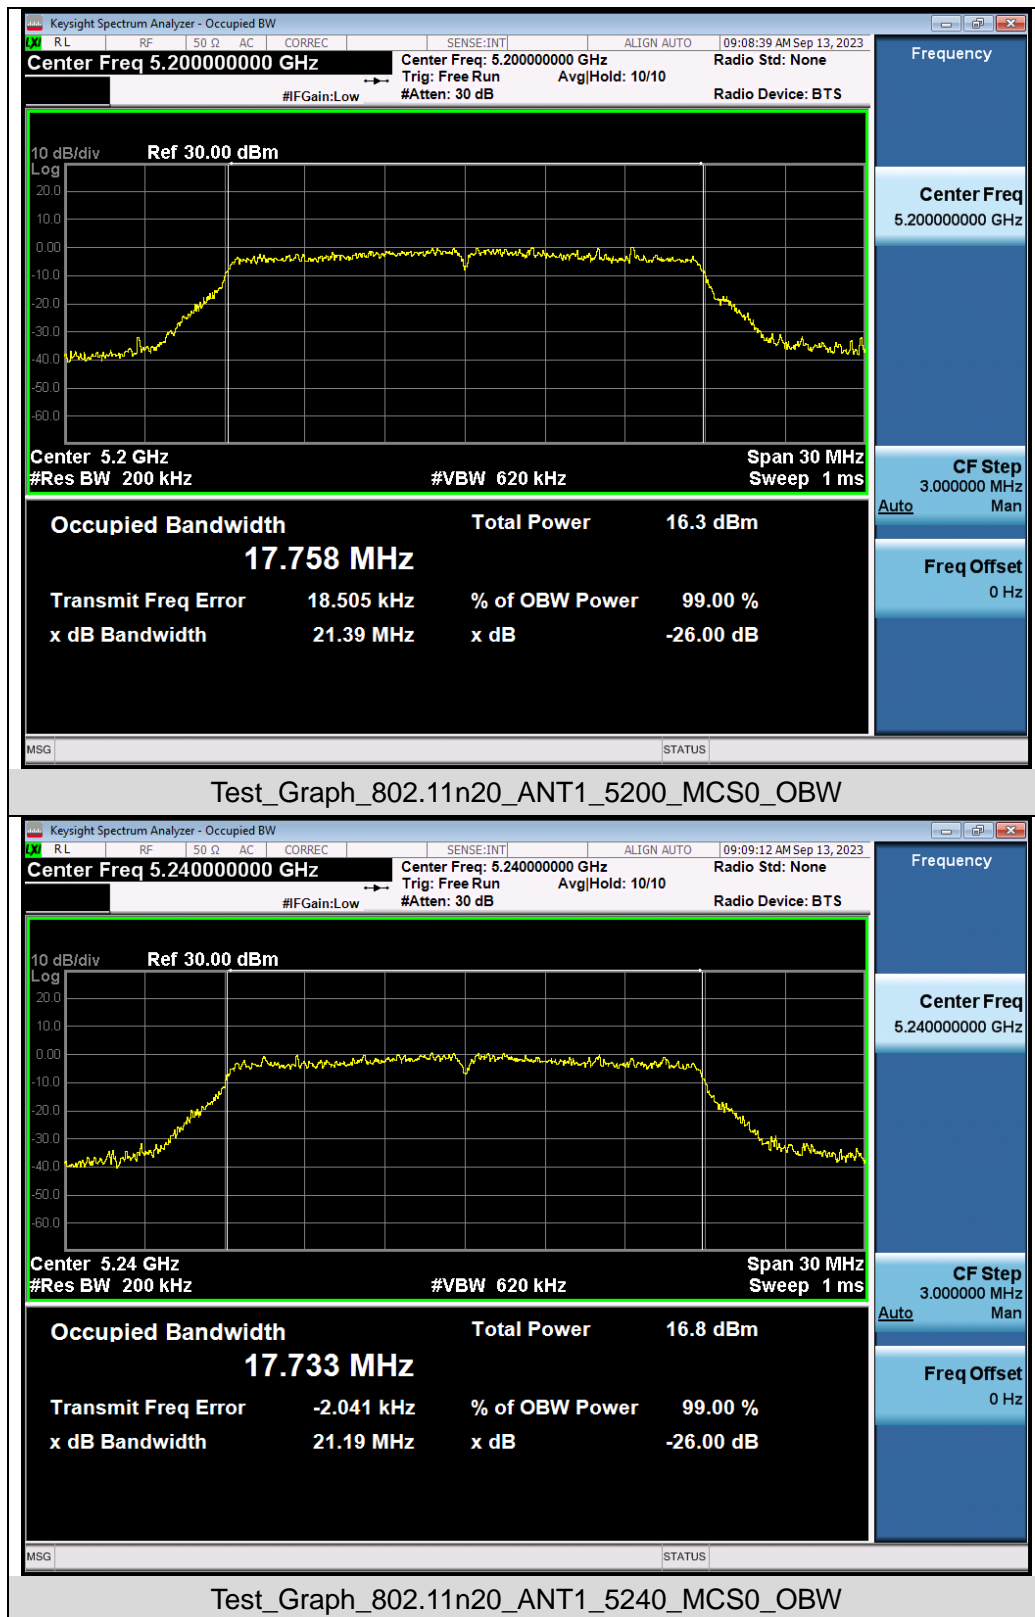 Keysight Spectrum Analyzer - Occupied BW
LXI RL RF 50 Ω AC CORREC SENSE:INT ALIGN AUTO 09:08:39 AM Sep 13, 2023
Center Freq 5.200000000 GHz
Center Freq: 5.200000000 GHz
Radio Std: None
Trig: Free Run Avg|Hold: 10/10
#IFGain:Low
#Atten: 30 dB
Radio Device: BTS
Frequency
10 dB/div Ref 30.00 dBm
Log
20.0
10.0
0.00
-10.0
-20.0
-30.0
-40.0
-50.0
-60.0
Center Freq
5.200000000 GHz
Center 5.2 GHz Span 30 MHz
#Res BW 200 kHz #VBW 620 kHz Sweep 1 ms
CF Step
3.000000 MHz
Auto Man
Occupied Bandwidth Total Power 16.3 dBm
17.758 MHz
Freq Offset
0 Hz
Transmit Freq Error 18.505 kHz % of OBW Power 99.00 %
x dB Bandwidth 21.39 MHz x dB -26.00 dB
MSG STATUS
Test_Graph_802.11n20_ANT1_5200_MCS0_OBW
Keysight Spectrum Analyzer - Occupied BW
LXI RL RF 50 Ω AC CORREC SENSE:INT ALIGN AUTO 09:09:12 AM Sep 13, 2023
Center Freq 5.240000000 GHz
Center Freq: 5.240000000 GHz
Radio Std: None
Trig: Free Run Avg|Hold: 10/10
#IFGain:Low
#Atten: 30 dB
Radio Device: BTS
Frequency
10 dB/div Ref 30.00 dBm
Log
20.0
10.0
0.00
-10.0
-20.0
-30.0
-40.0
-50.0
-60.0
Center Freq
5.240000000 GHz
Center 5.24 GHz Span 30 MHz
#Res BW 200 kHz #VBW 620 kHz Sweep 1 ms
CF Step
3.000000 MHz
Auto Man
Occupied Bandwidth Total Power 16.8 dBm
17.733 MHz
Freq Offset
0 Hz
Transmit Freq Error -2.041 kHz % of OBW Power 99.00 %
x dB Bandwidth 21.19 MHz x dB -26.00 dB
MSG STATUS
Test_Graph_802.11n20_ANT1_5240_MCS0_OBW